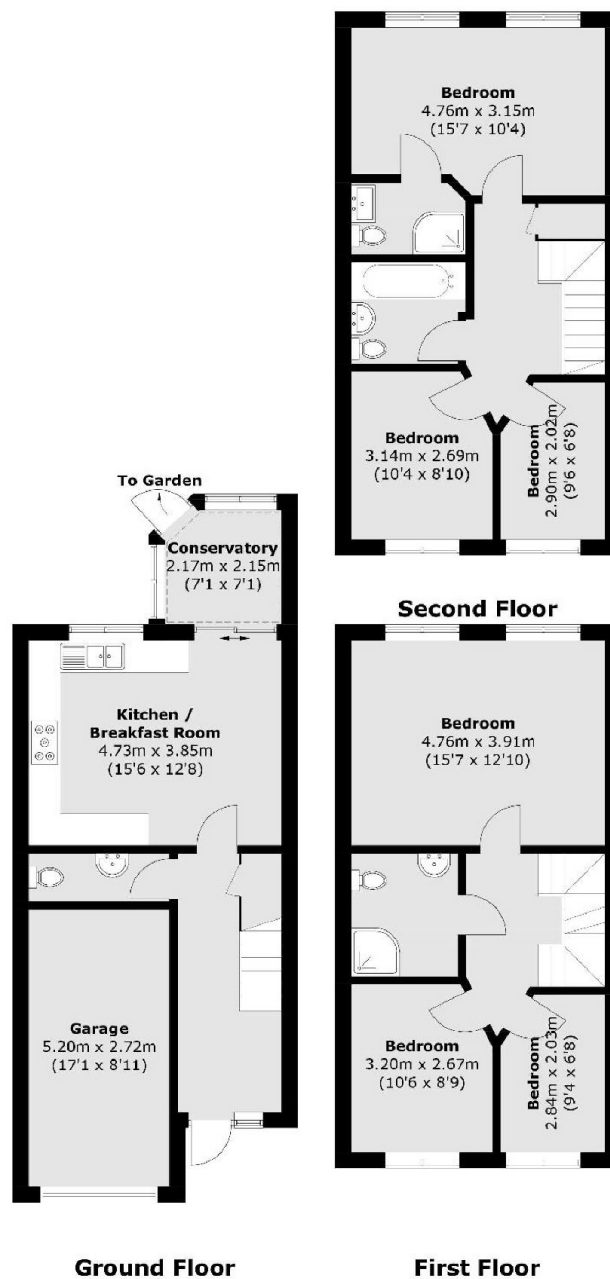 Bedroom
4.76m x 3.15m
(15'7 x 10'4)
Bedroom
3.14m x 2.69m
(10'4 x 8'10)
Bedroom
2.90m x 2.02m
(9'6 x 6'8)
Second Floor
To Garden
Conservatory
2.17m x 2.15m
(7'1 x 7'1)
Kitchen /
Breakfast Room
4.73m x 3.85m
(15'6 x 12'8)
Garage
5.20m x 2.72m
(17'1 x 8'11)
Ground Floor
Bedroom
4.76m x 3.91m
(15'7 x 12'10)
Bedroom
3.20m x 2.67m
(10'6 x 8'9)
Bedroom
2.84m x 2.03m
(9'4 x 6'8)
First Floor